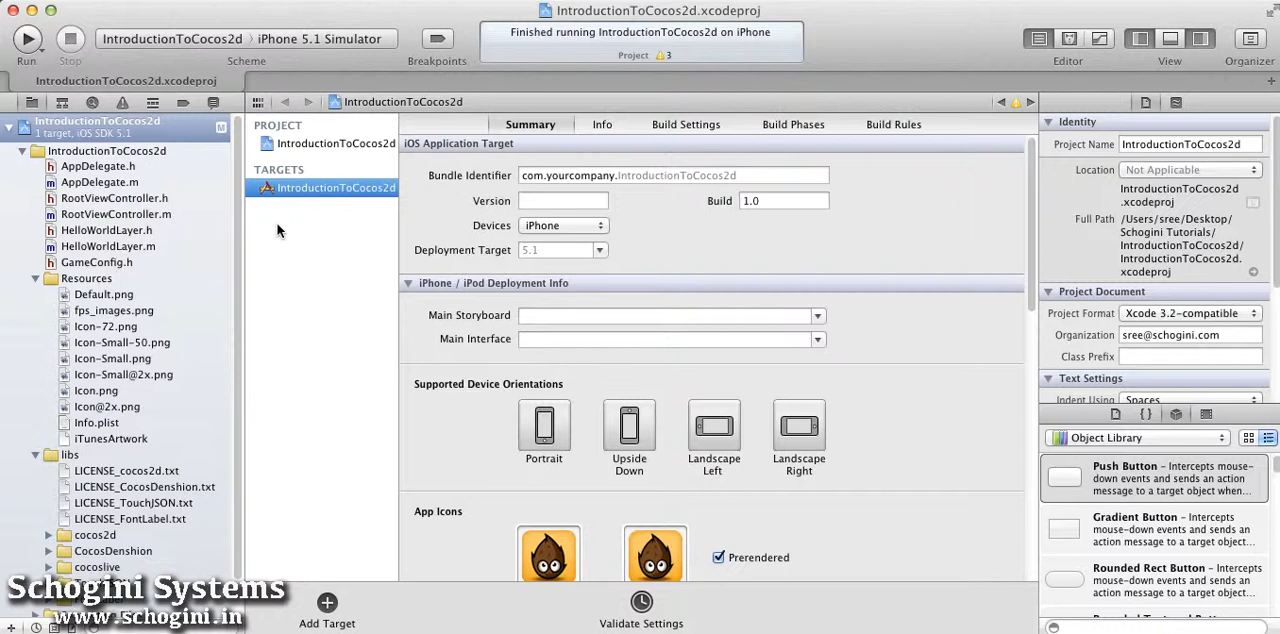 IntroductionToCocos2d.xcodeproj
IntroductionToCocos2d
iPhone 5.1 Simulator
Finished running IntroductionToCocos2d on iPhone
Project 3
Run
Stop
Scheme
Breakpoints
Editor
View
Organizer
IntroductionToCocos2d.xcodeproj
IntroductionToCocos2d
1 target, iOS SDK 5.1
M
IntroductionToCocos2d
AppDelegate.h
AppDelegate.m
RootViewController.h
RootViewController.m
HelloWorldLayer.h
HelloWorldLayer.m
GameConfig.h
Resources
Default.png
fps_images.png
Icon-72.png
Icon-Small-50.png
Icon-Small.png
Icon-Small@2x.png
Icon.png
Icon@2x.png
Info.plist
iTunesArtwork
libs
LICENSE_cocos2d.txt
LICENSE_CocosDenshion.txt
LICENSE_TouchJSON.txt
LICENSE_FontLabel.txt
cocos2d
CocosDenshion
cocoslive
Schogini Systems
www.schogini.in
IntroductionToCocos2d
PROJECT
IntroductionToCocos2d
TARGETS
IntroductionToCocos2d
Summary
Info
Build Settings
Build Phases
Build Rules
iOS Application Target
Bundle Identifier com.yourcompany.IntroductionToCocos2d
Version
Build 1.0
Devices iPhone
Deployment Target 5.1
iPhone / iPod Deployment Info
Main Storyboard
Main Interface
Supported Device Orientations
Portrait
Upside
Down
Landscape
Left
Landscape
Right
App Icons
Prerendered
Add Target
Validate Settings
Identity
Project Name IntroductionToCocos2d
Location Not Applicable
IntroductionToCocos2d
.xcodeproj
Full Path /Users/sree/Desktop/
Schogini Tutorials/
IntroductionToCocos2d/
IntroductionToCocos2d.
xcodeproj
Project Document
Project Format Xcode 3.2-compatible
Organization sree@schogini.com
Class Prefix
Text Settings
Indent Using Spaces
Object Library
Push Button – Intercepts mouse-
down events and sends an action
message to a target object when...
Gradient Button – Intercepts
mouse-down events and sends an
action message to a target object...
Rounded Rect Button – Intercepts
mouse-down events and sends an
action message to a target object...